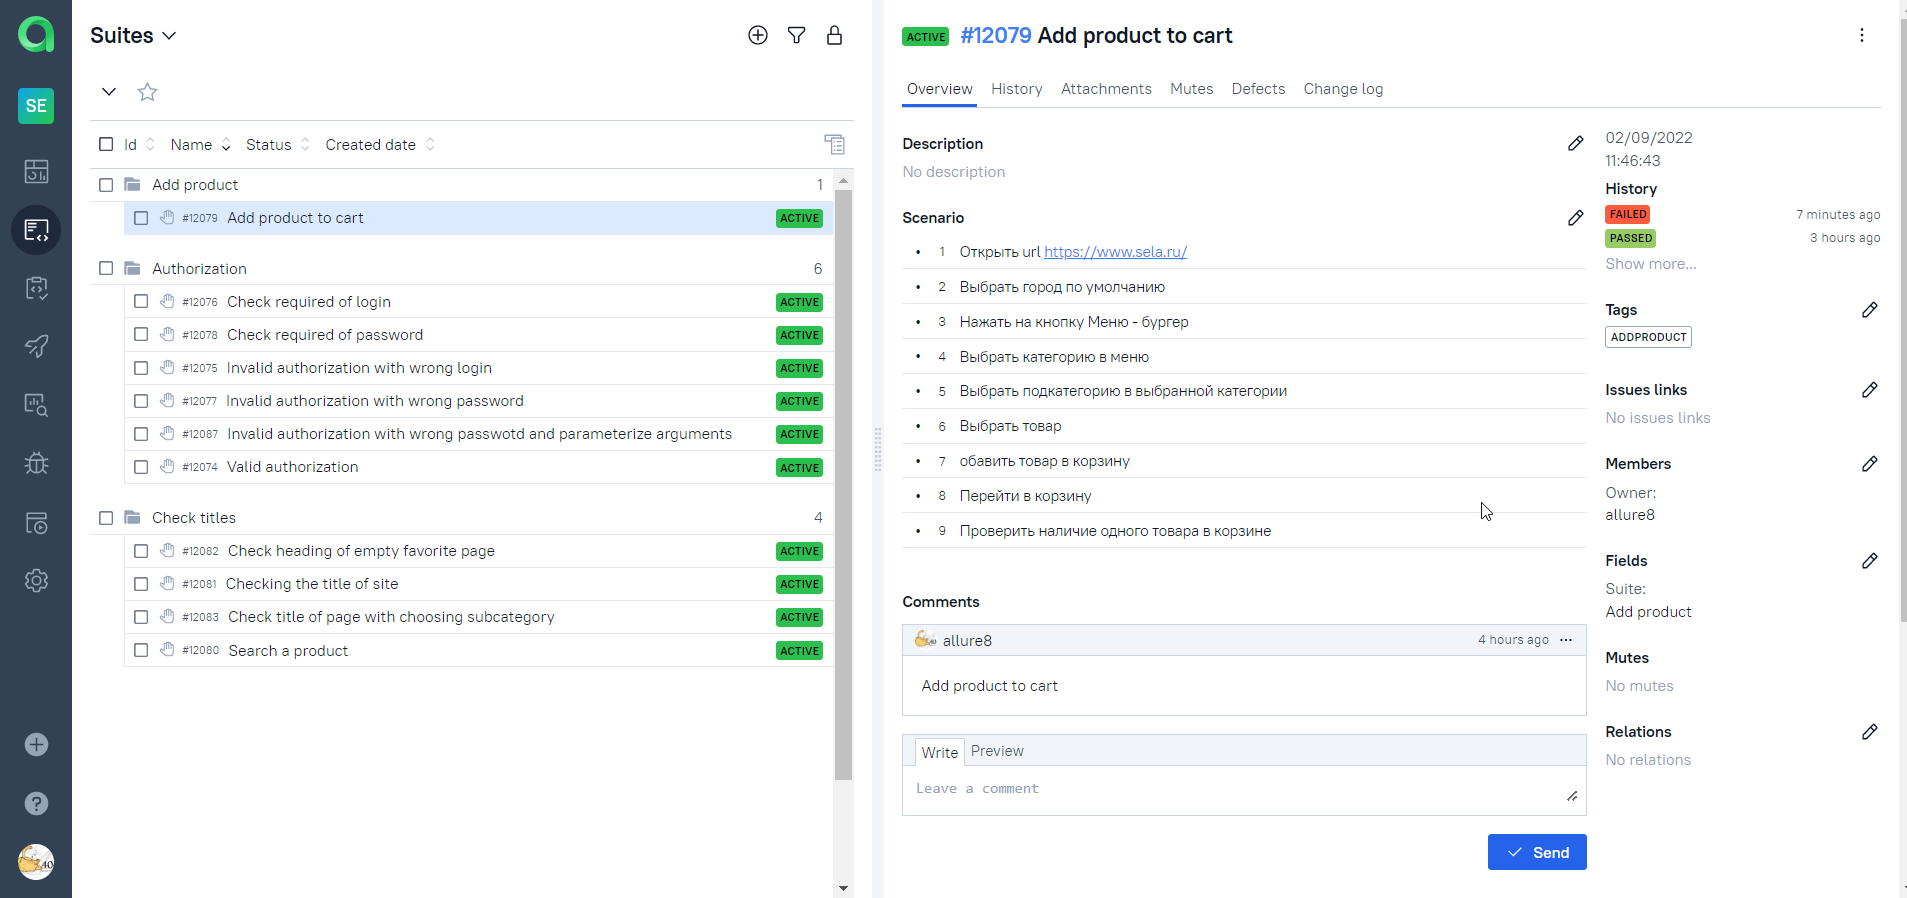 SE
Suites
Id Name Status Created date
Add product 1
#12079 Add product to cart ACTIVE
Authorization 6
#12076 Check required of login ACTIVE
#12078 Check required of password ACTIVE
#12075 Invalid authorization with wrong login ACTIVE
#12077 Invalid authorization with wrong password ACTIVE
#12087 Invalid authorization with wrong passwotd and parameterize arguments ACTIVE
#12074 Valid authorization ACTIVE
Check titles 4
#12082 Check heading of empty favorite page ACTIVE
#12081 Checking the title of site ACTIVE
#12083 Check title of page with choosing subcategory ACTIVE
#12080 Search a product ACTIVE
ACTIVE #12079 Add product to cart
Overview History Attachments Mutes Defects Change log
Description
No description
Scenario
• 1 Открыть url https://www.sela.ru/
• 2 Выбрать город по умолчанию
• 3 Нажать на кнопку Меню - бургер
• 4 Выбрать категорию в меню
• 5 Выбрать подкатегорию в выбранной категории
• 6 Выбрать товар
• 7 обавить товар в корзину
• 8 Перейти в корзину
• 9 Проверить наличие одного товара в корзине
Comments
allure8 4 hours ago
Add product to cart
Write Preview
Leave a comment
Send
02/09/2022
11:46:43
History
FAILED 7 minutes ago
PASSED 3 hours ago
Show more...
Tags
ADDPRODUCT
Issues links
No issues links
Members
Owner:
allure8
Fields
Suite:
Add product
Mutes
No mutes
Relations
No relations